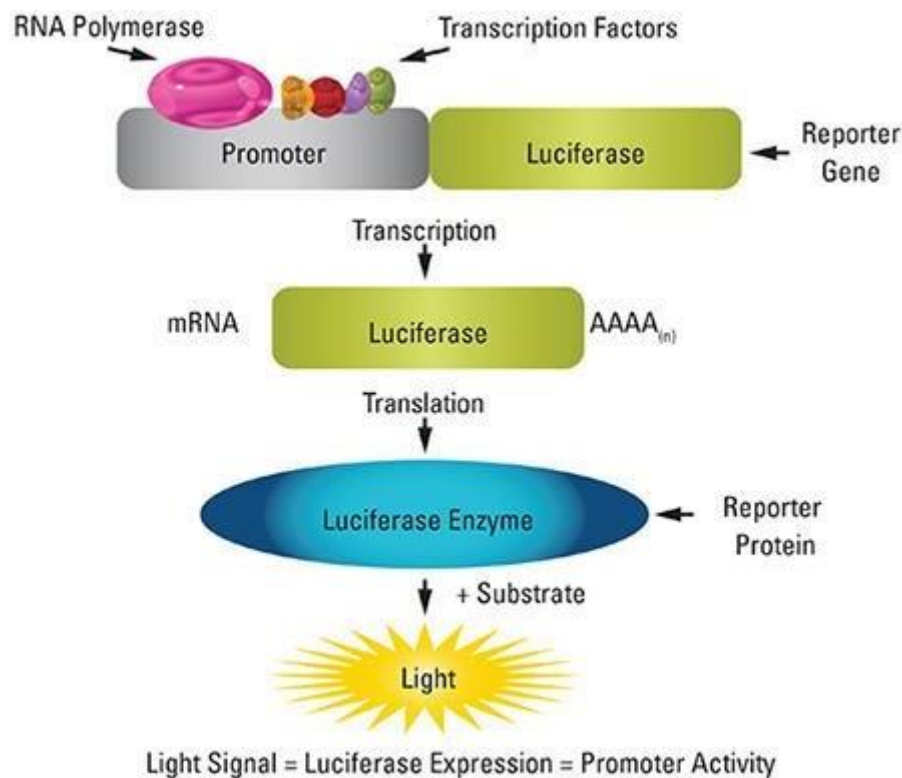 RNA Polymerase
Transcription Factors
Promoter
Luciferase
Reporter
Gene
Transcription
mRNA
Luciferase
AAAA(n)
Translation
Luciferase Enzyme
Reporter
Protein
+ Substrate
Light
Light Signal = Luciferase Expression = Promoter Activity